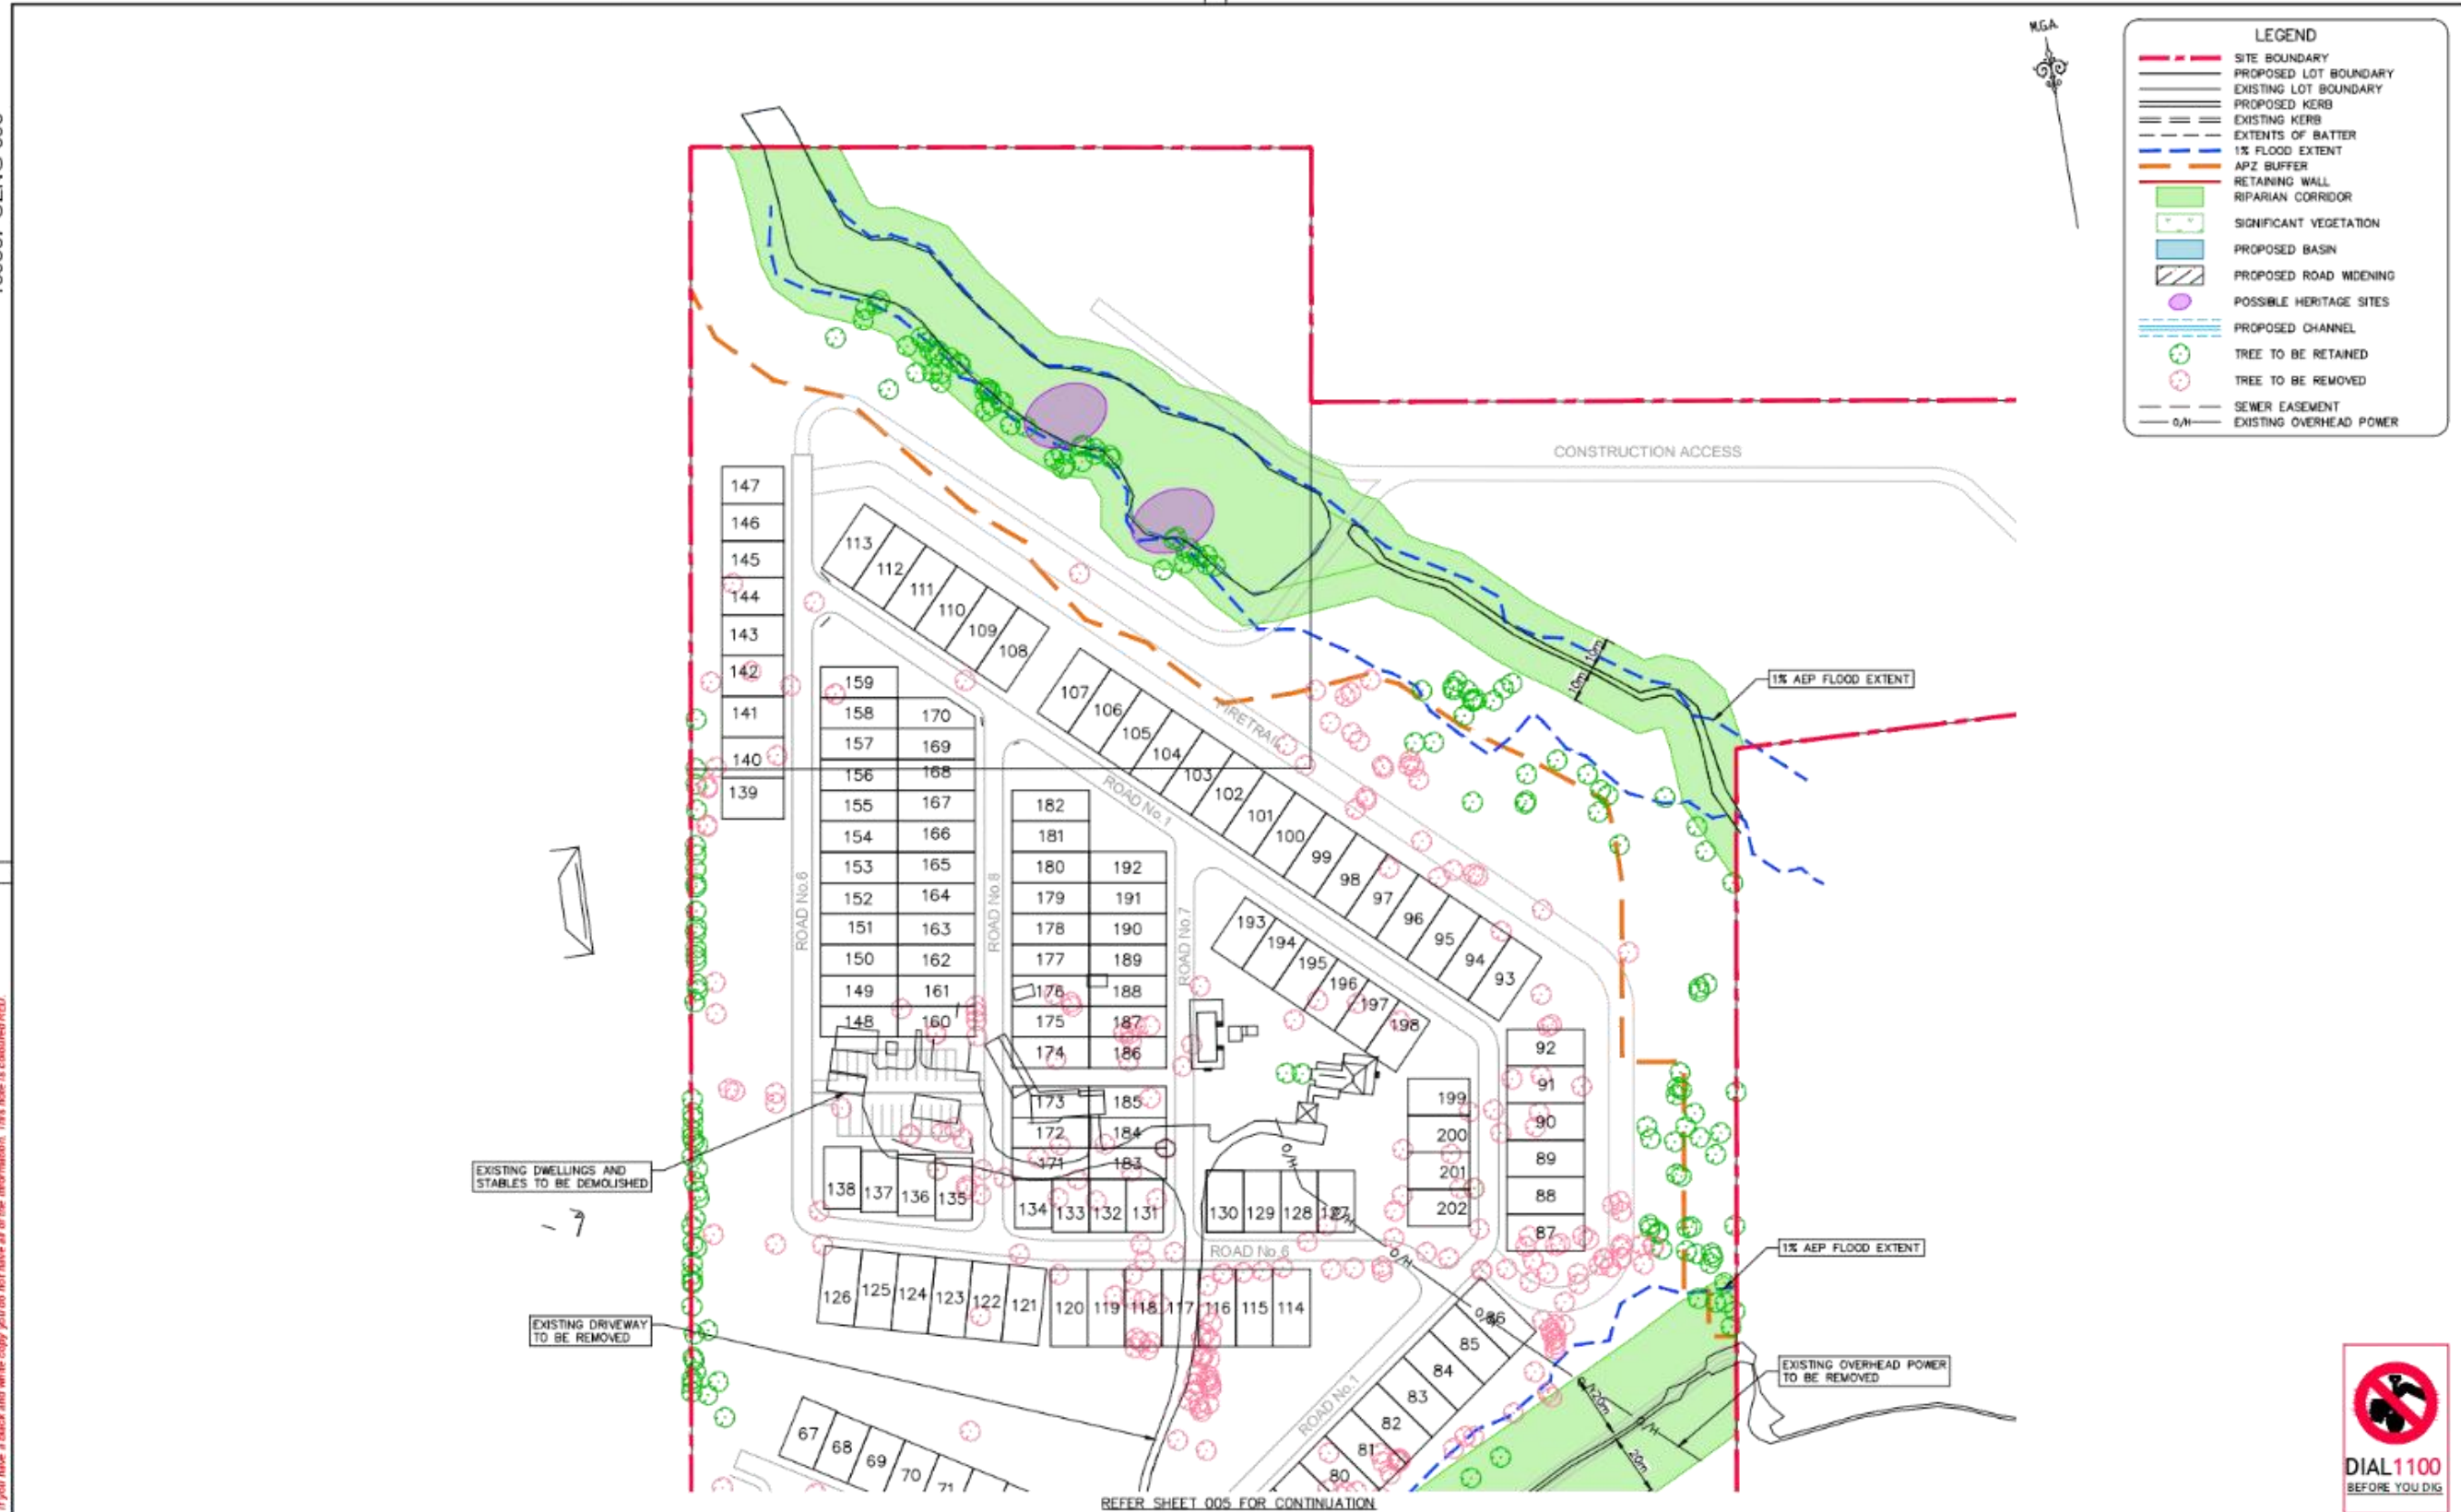 M.G.A.
LEGEND
SITE BOUNDARY
PROPOSED LOT BOUNDARY
EXISTING LOT BOUNDARY
PROPOSED KERB
EXISTING KERB
EXTENTS OF BATTER
1% FLOOD EXTENT
APZ BUFFER
RETAINING WALL
RIPARIAN CORRIDOR
SIGNIFICANT VEGETATION
PROPOSED BASIN
PROPOSED ROAD WIDENING
POSSIBLE HERITAGE SITES
PROPOSED CHANNEL
TREE TO BE RETAINED
TREE TO BE REMOVED
SEWER EASEMENT
O/H EXISTING OVERHEAD POWER
CONSTRUCTION ACCESS
147
146
145
144
143
142
141
140
139
113
112
111
110
109
108
107
106
105
104
103
102
101
100
99
98
97
96
95
94
93
FIRETRAIL
ROAD No.1
10m
10m
1% AEP FLOOD EXTENT
159
158
157
156
155
154
153
152
151
150
149
148
170
169
168
167
166
165
164
163
162
161
160
ROAD No.6
ROAD No.8
ROAD No.7
182
181
180
179
178
177
176
175
174
173
172
171
192
191
190
189
188
187
186
185
184
183
193
194
195
196
197
198
92
91
90
89
88
87
199
200
201
202
138
137
136
135
134
133
132
131
130
129
128
127
O/H
O/H
O/H
ROAD No.6
EXISTING DWELLINGS AND
STABLES TO BE DEMOLISHED
126
125
124
123
122
121
120
119
118
117
116
115
114
1% AEP FLOOD EXTENT
EXISTING DRIVEWAY
TO BE REMOVED
O/H
86
85
84
83
82
81
80
ROAD No.1
67
68
69
70
71
EXISTING OVERHEAD POWER
TO BE REMOVED
O/H
20m
O/H
20m
REFER SHEET 005 FOR CONTINUATION
DIAL1100
BEFORE YOU DIG